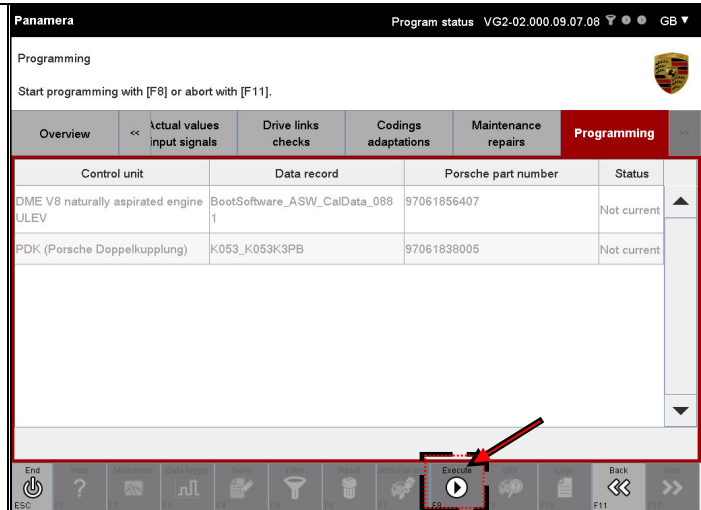 Panamera
Program status VG2-02.000.09.07.08
GB ▼
Programming
Start programming with [F8] or abort with [F11].
Overview
<<
Actual values
input signals
Drive links
checks
Codings
adaptations
Maintenance
repairs
Programming
>>
Control unit
Data record
Porsche part number
Status
DME V8 naturally aspirated engine
ULEV
BootSoftware_ASW_CalData_088
1
97061856407
Not current
PDK (Porsche Doppelkupplung)
K053_K053K3PB
97061838005
Not current
End
ESC
Help
?
F1
Multimeter
F2
Data logger
F3
Save
F4
Filter
F5
Reset
F6
Additional
F7
Execute
F8
OFF
F9
Logs
F10
Back
F11
Next
F12